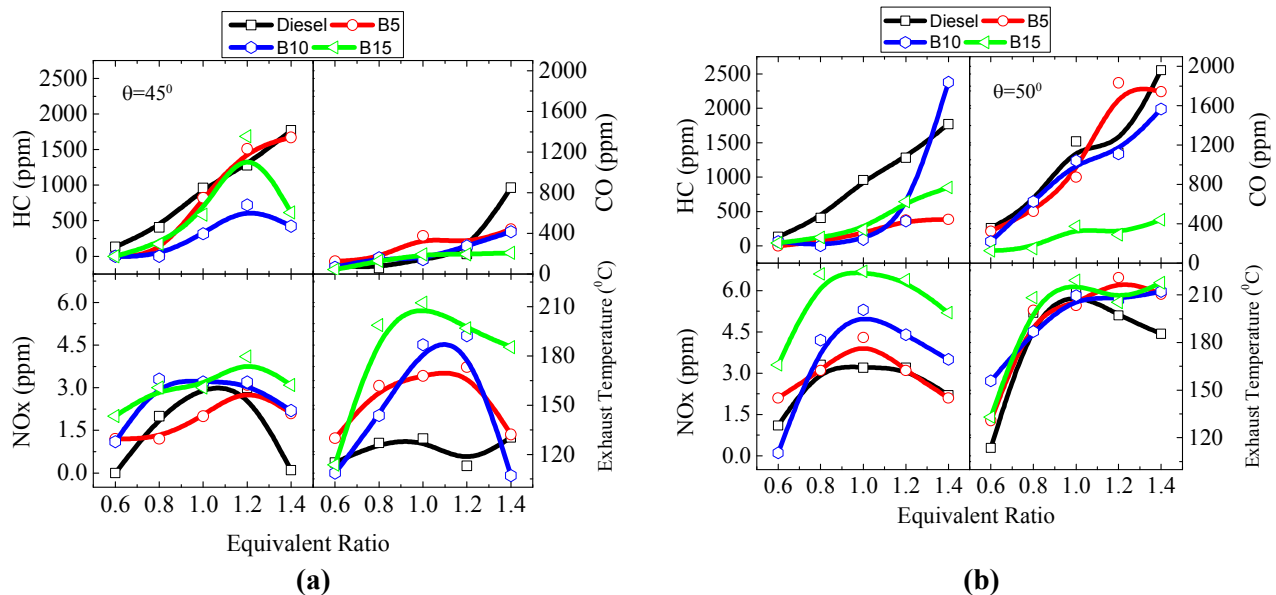 Diesel B5
B10 B15
θ=45⁰
HC (ppm)
2500
2000
1500
1000
500
0
CO (ppm)
2000
1600
1200
800
400
0
NOx (ppm)
6.0
4.5
3.0
1.5
0.0
Exhaust Temperature (⁰C)
210
180
150
120
0.6 0.8 1.0 1.2 1.4 0.6 0.8 1.0 1.2 1.4
Equivalent Ratio
(a)
Diesel B5
B10 B15
θ=50⁰
HC (ppm)
2500
2000
1500
1000
500
0
CO (ppm)
2000
1600
1200
800
400
0
NOx (ppm)
6.0
4.5
3.0
1.5
0.0
Exhaust Temperature (⁰C)
210
180
150
120
0.6 0.8 1.0 1.2 1.4 0.6 0.8 1.0 1.2 1.4
Equivalent Ratio
(b)